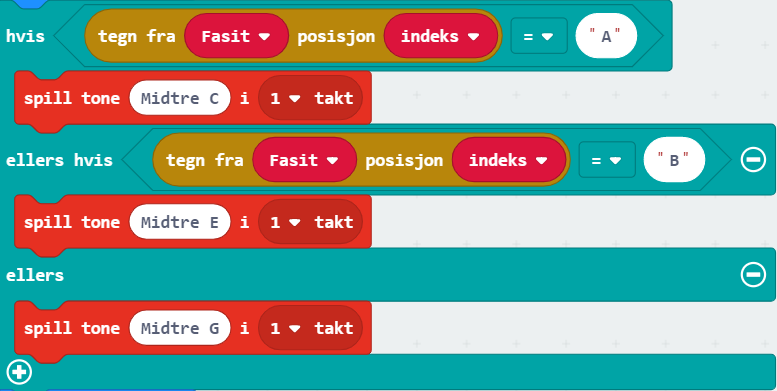 hvis tegn fra Fasit posisjon indeks = "A"
spill tone Midtre C i 1 takt
ellers hvis tegn fra Fasit posisjon indeks = "B"
spill tone Midtre E i 1 takt
ellers
spill tone Midtre G i 1 takt